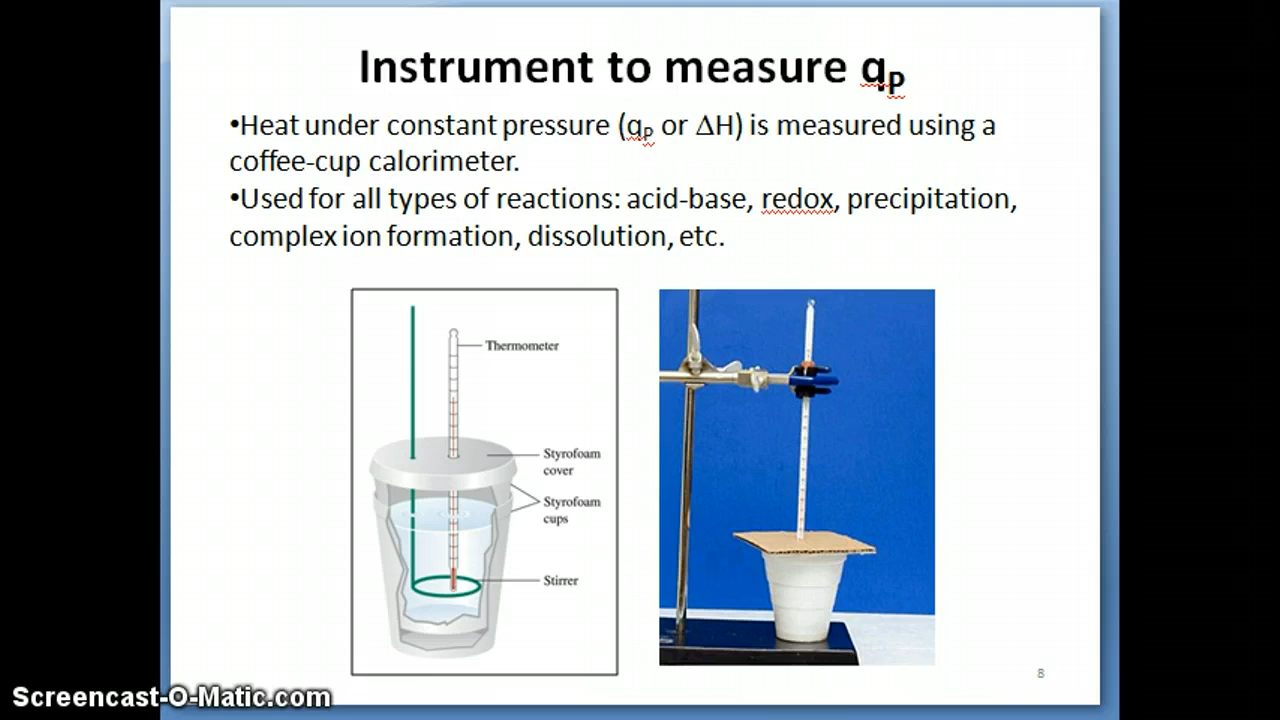 Instrument to measure qP
•Heat under constant pressure (qP or ΔH) is measured using a
coffee-cup calorimeter.
•Used for all types of reactions: acid-base, redox, precipitation,
complex ion formation, dissolution, etc.
Thermometer
Styrofoam
cover
Styrofoam
cups
Stirrer
8
Screencast-O-Matic.com